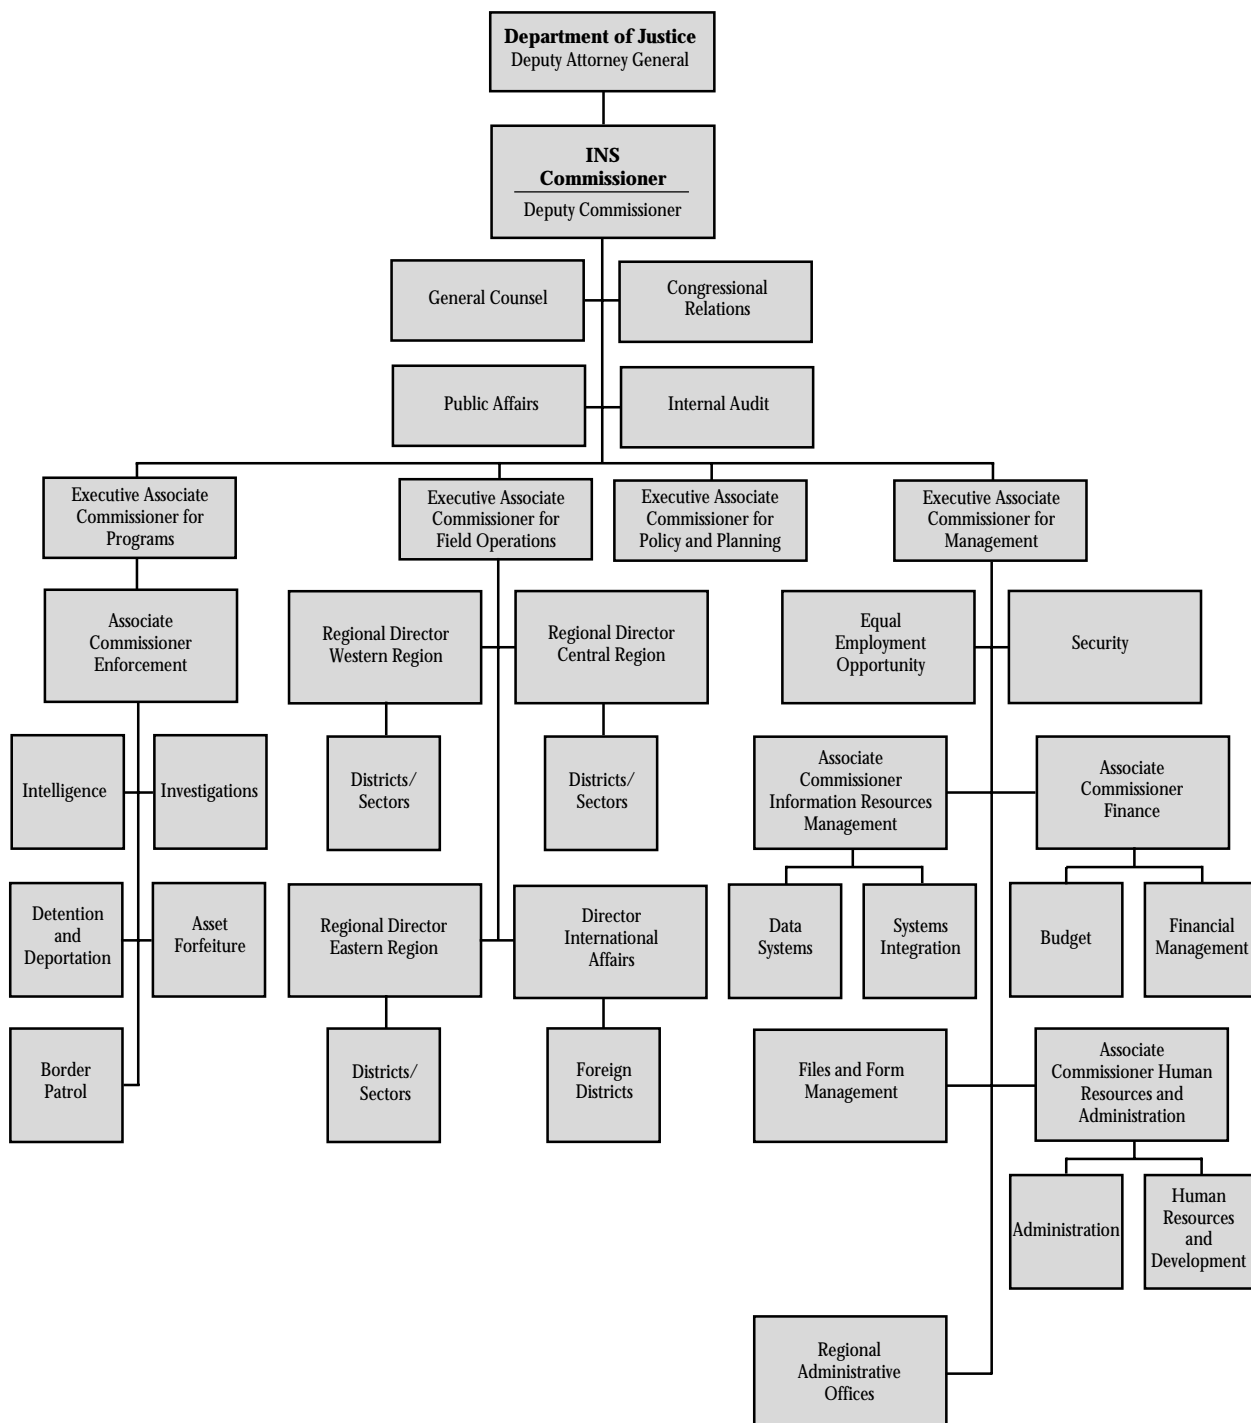 Department of Justice
Deputy Attorney General
INS
Commissioner
Deputy Commissioner
General Counsel
Congressional
Relations
Public Affairs
Internal Audit
Executive Associate
Commissioner for
Programs
Executive Associate
Commissioner for
Field Operations
Executive Associate
Commissioner for
Policy and Planning
Executive Associate
Commissioner for
Management
Associate
Commissioner
Enforcement
Regional Director
Western Region
Regional Director
Central Region
Equal
Employment
Opportunity
Security
Intelligence
Investigations
Districts/
Sectors
Districts/
Sectors
Associate
Commissioner
Information Resources
Management
Associate
Commissioner
Finance
Detention
and
Deportation
Asset
Forfeiture
Regional Director
Eastern Region
Director
International
Affairs
Data
Systems
Systems
Integration
Budget
Financial
Management
Border
Patrol
Districts/
Sectors
Foreign
Districts
Files and Form
Management
Associate
Commissioner Human
Resources and
Administration
Administration
Human
Resources
and
Development
Regional
Administrative
Offices